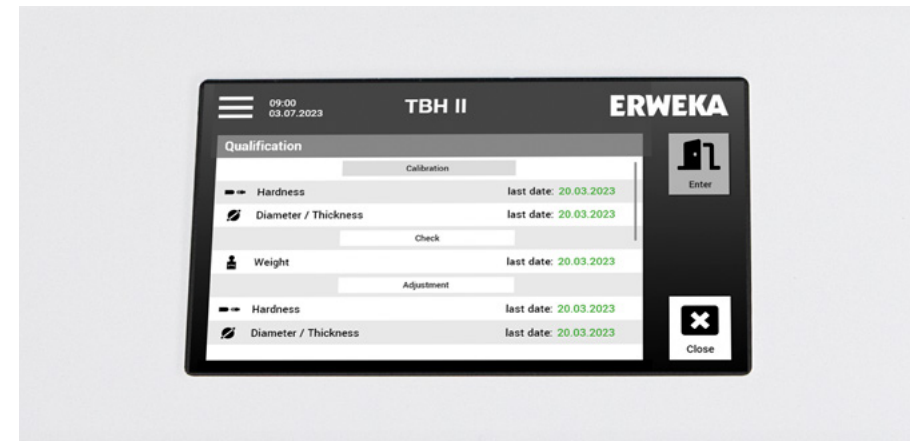 09:00
03.07.2023
TBH II
ERWEKA
Qualification
Calibration
Hardness last date: 20.03.2023
Diameter / Thickness last date: 20.03.2023
Check
Weight last date: 20.03.2023
Adjustment
Hardness last date: 20.03.2023
Diameter / Thickness last date: 20.03.2023
Enter
Close